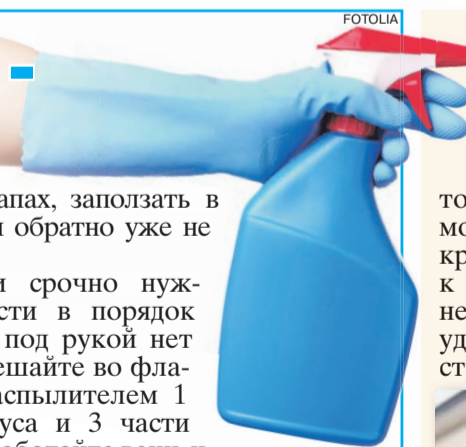 FOTOLIA
апах, заползать в
обратно уже не
срочно нуж-
сти в порядок
под рукой нет
ешайте во фла-
аспылителем 1
уса и 3 части
то
мо
кр
к
не
уд
ст